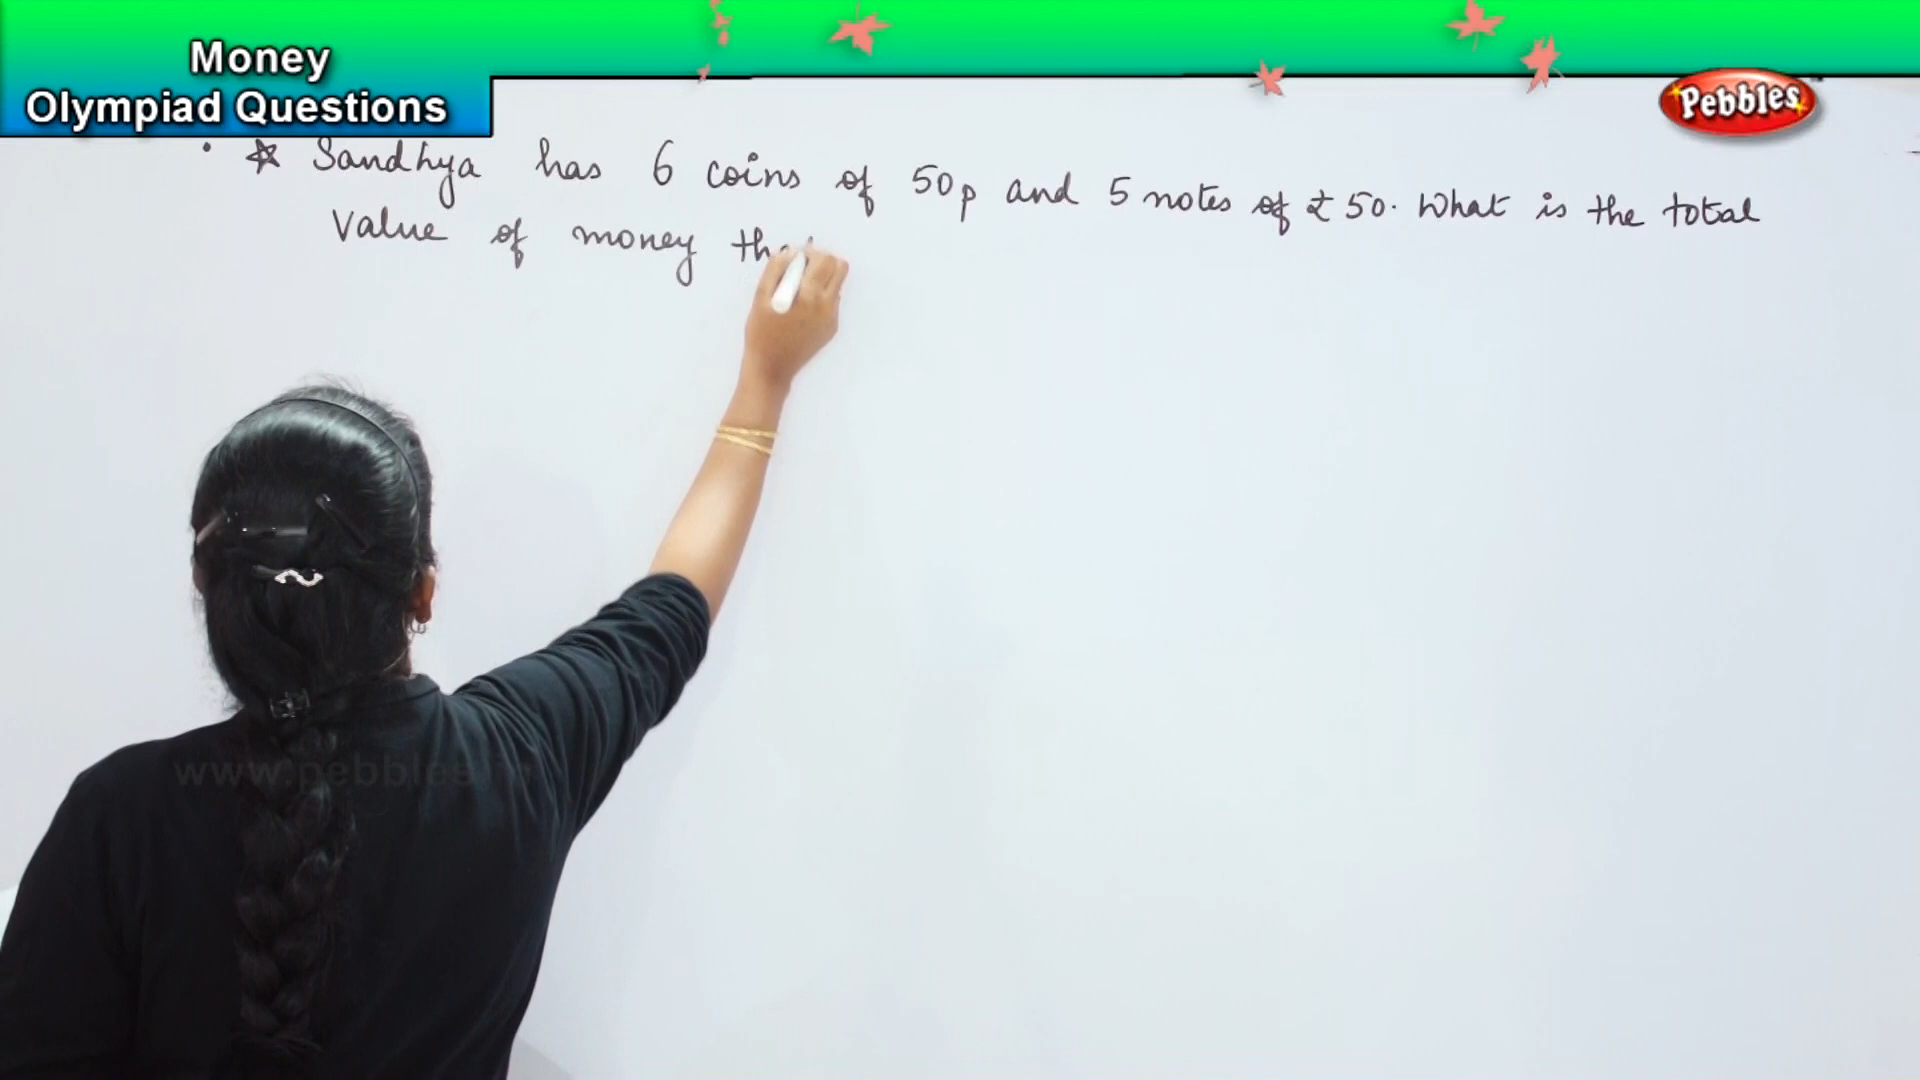 Money
Olympiad Questions
Pebbles
☆ Sandhya has 6 coins of 50p and 5 notes of ₹ 50. What is the total
Value of money
www.pebbles